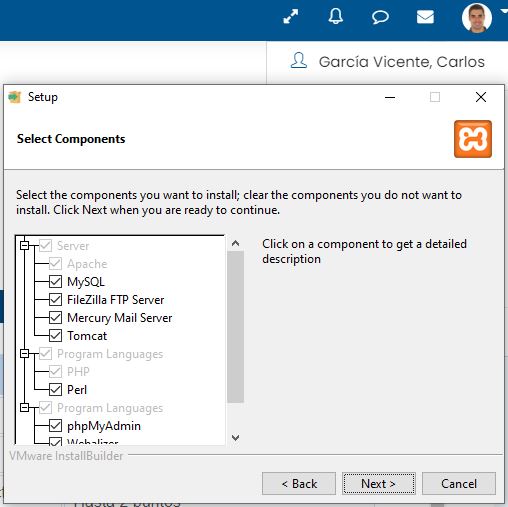 García Vicente, Carlos
Setup
Select Components
Select the components you want to install; clear the components you do not want to
install. Click Next when you are ready to continue.
Server
Apache
MySQL
FileZilla FTP Server
Mercury Mail Server
Tomcat
Program Languages
PHP
Perl
Program Languages
phpMyAdmin
Webalizer
Click on a component to get a detailed
description
VMware InstallBuilder
< Back
Next >
Cancel
Hasta 2 puntos